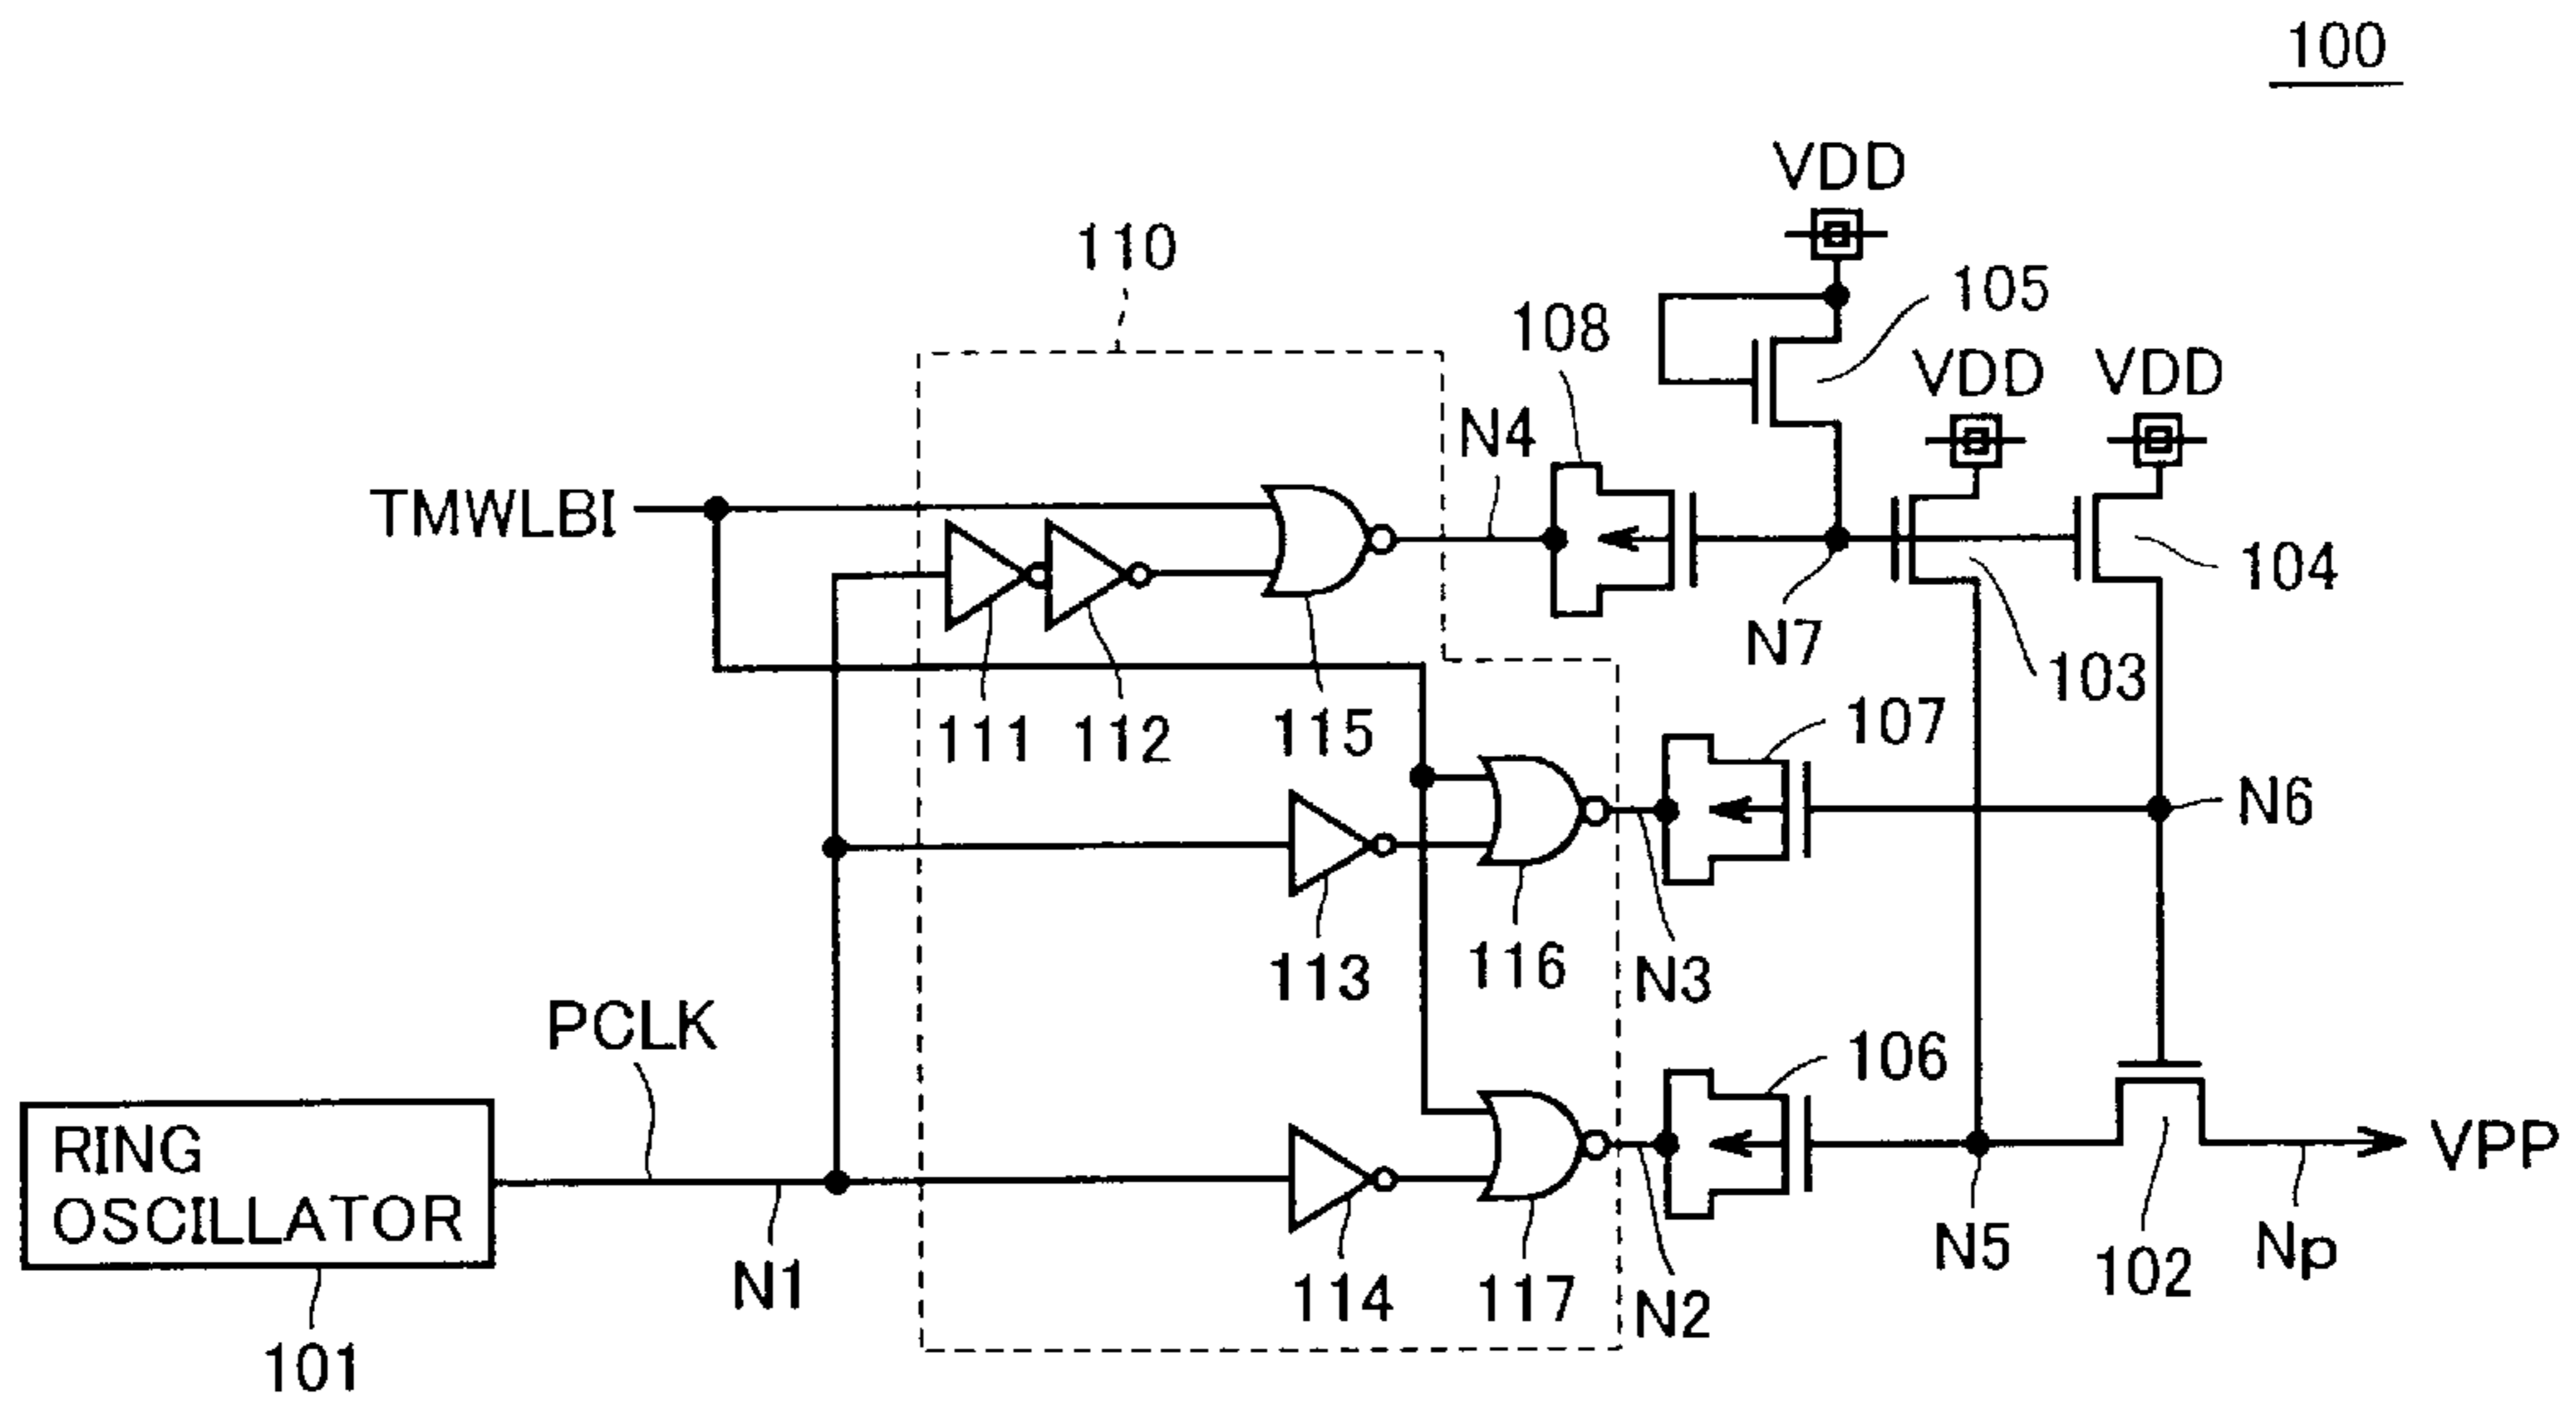 100
VDD
110
105
108
VDD VDD
N4
TMWLBI
104
N7
103
111 112 115
107
N6
113 116 N3
PCLK
106
RING
OSCILLATOR
VPP
N1
114 117 N2
N5 102 Np
101